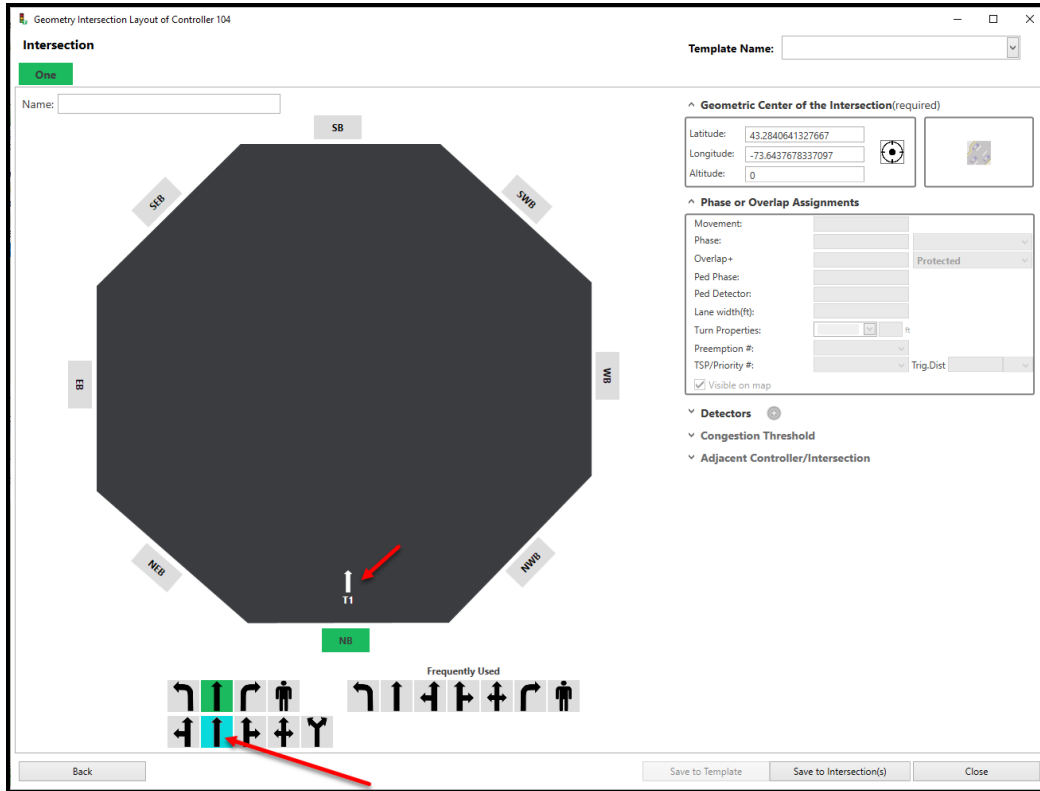 Geometry Intersection Layout of Controller 104
Intersection
Template Name:
One
Name:
SB
SEB
SWB
EB
WB
NEB
NWB
T1
NB
Frequently Used
Geometric Center of the Intersection(required)
Latitude: 43.2840641327667
Longitude: -73.6437678337097
Altitude: 0
Phase or Overlap Assignments
Movement:
Phase:
Overlap+ Protected
Ped Phase:
Ped Detector:
Lane width(ft):
Turn Properties: ft
Preemption #:
TSP/Priority #: Trig.Dist
Visible on map
Detectors
Congestion Threshold
Adjacent Controller/Intersection
Back
Save to Template
Save to Intersection(s)
Close